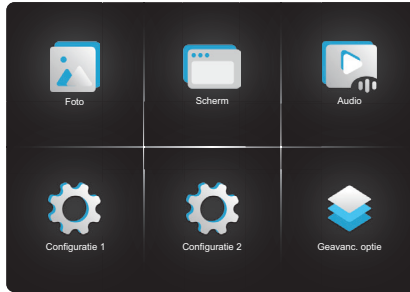 Foto
Scherm
Audio
Configuratie 1
Configuratie 2
Geavanc. optie